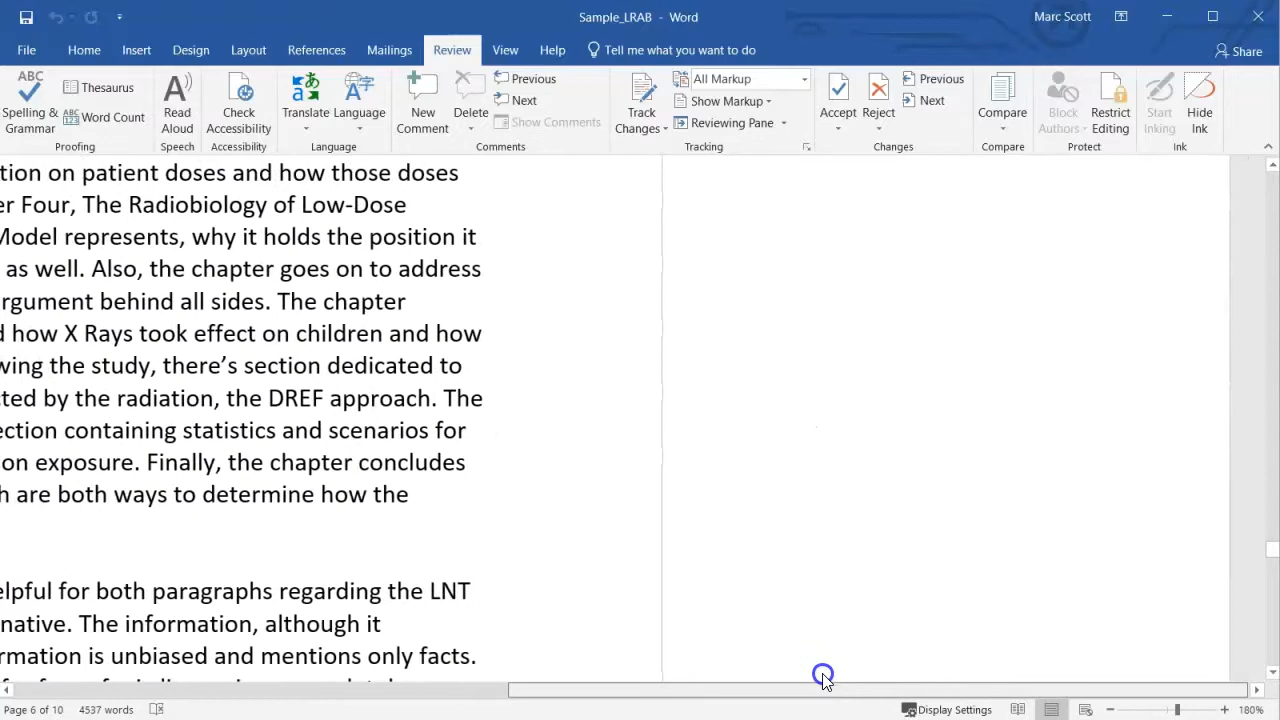 Sample_LRAB - Word
Marc Scott
File Home Insert Design Layout References Mailings Review View Help Tell me what you want to do Share
ABC
Spelling & Grammar
Thesaurus
ABC 123 Word Count
Proofing
Read Aloud
Speech
Check Accessibility
Accessibility
Translate
Language
Language
New Comment
Delete
Previous
Next
Show Comments
Comments
Track Changes
All Markup
Show Markup
Reviewing Pane
Tracking
Accept
Reject
Previous
Next
Changes
Compare
Compare
Block Authors
Restrict Editing
Protect
Start Inking
Hide Ink
Ink
tion on patient doses and how those doses
er Four, The Radiobiology of Low-Dose
Model represents, why it holds the position it
as well. Also, the chapter goes on to address
rgument behind all sides. The chapter
d how X Rays took effect on children and how
wing the study, there’s section dedicated to
cted by the radiation, the DREF approach. The
ection containing statistics and scenarios for
on exposure. Finally, the chapter concludes
h are both ways to determine how the
elpful for both paragraphs regarding the LNT
native. The information, although it
rmation is unbiased and mentions only facts.
Page 6 of 10 4537 words Display Settings 180%